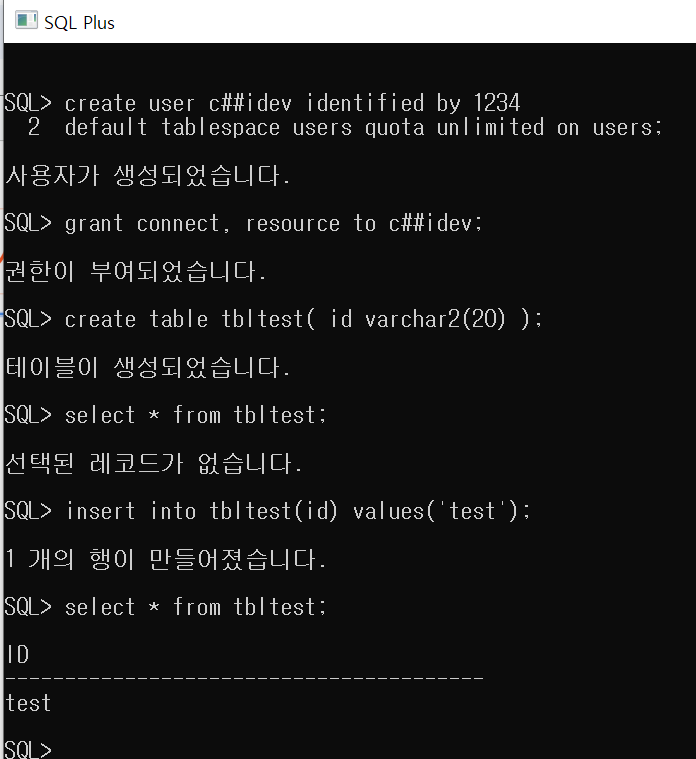 SQL Plus
SQL> create user c##idev identified by 1234
2 default tablespace users quota unlimited on users;
사용자가 생성되었습니다.
SQL> grant connect, resource to c##idev;
권한이 부여되었습니다.
SQL> create table tbltest( id varchar2(20) );
테이블이 생성되었습니다.
SQL> select * from tbltest;
선택된 레코드가 없습니다.
SQL> insert into tbltest(id) values('test');
1 개의 행이 만들어졌습니다.
SQL> select * from tbltest;
ID
----------------------------------------
test
SQL>